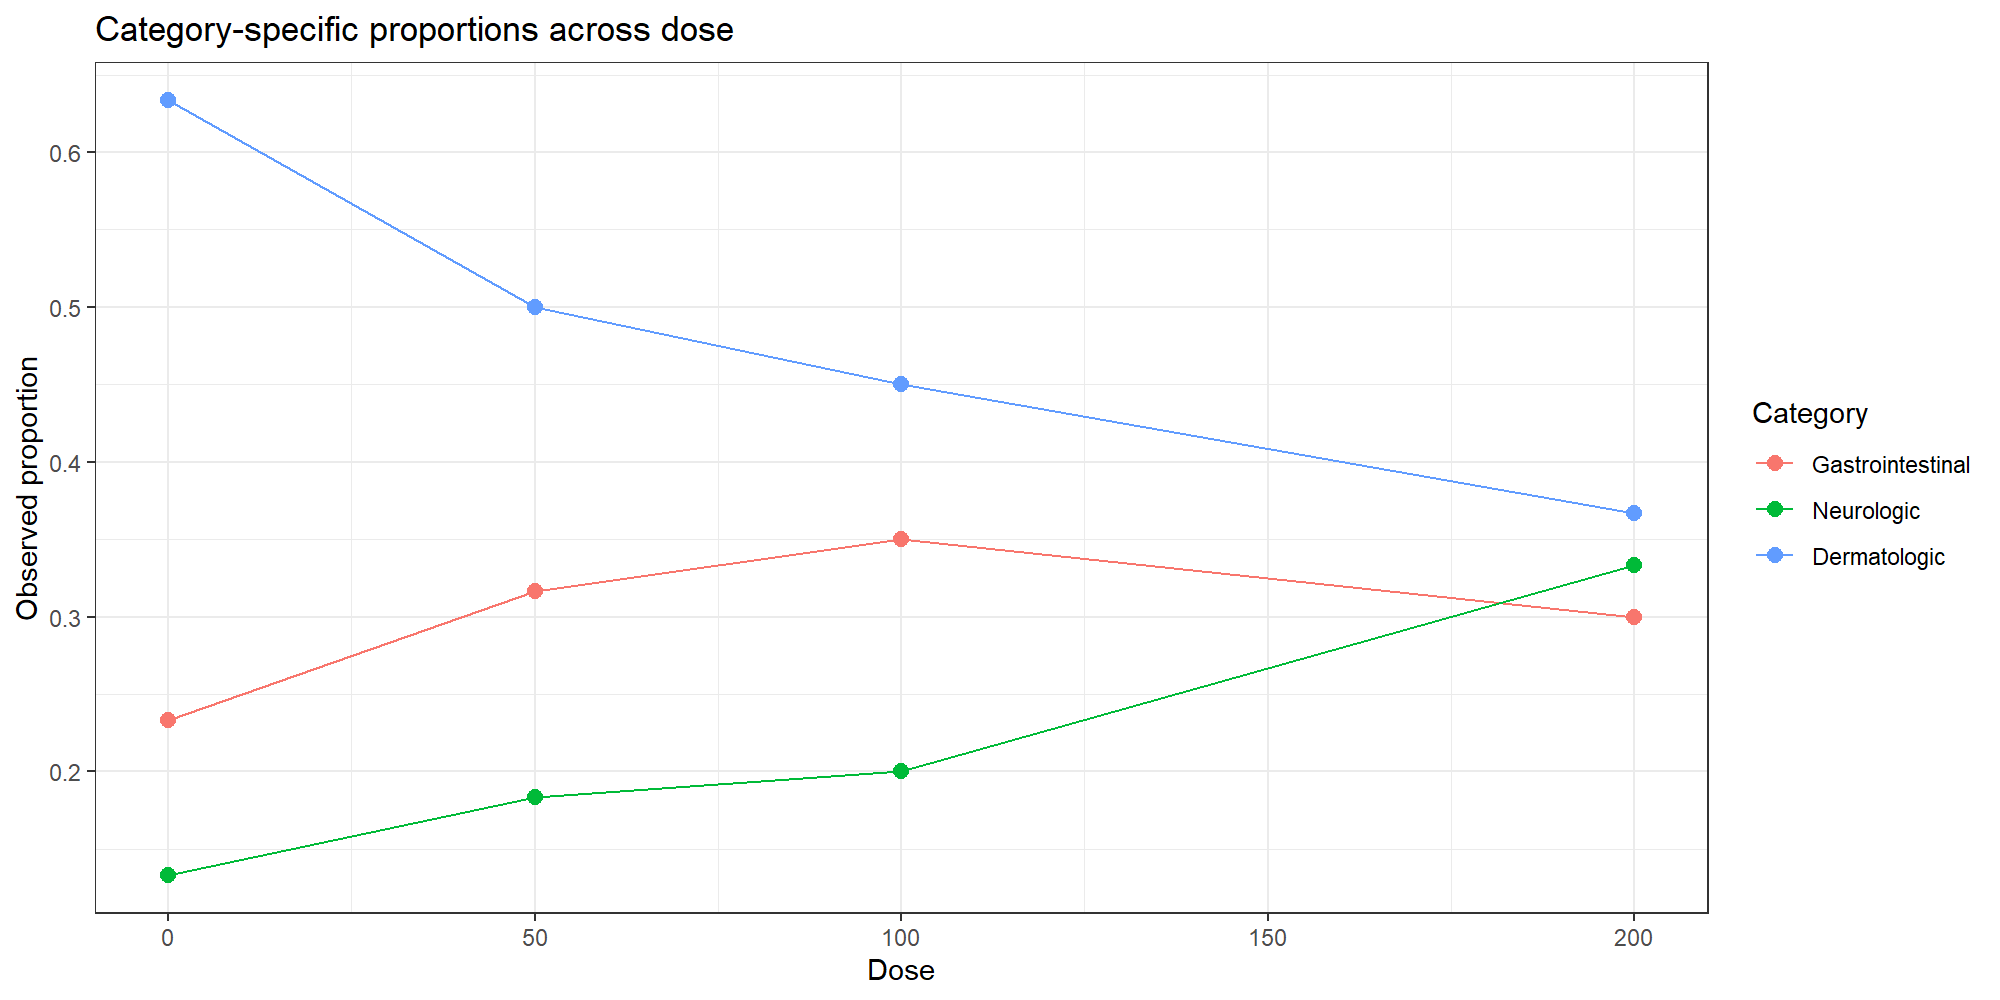 Category-specific proportions across dose
Observed proportion
0.6
0.5
0.4
0.3
0.2
0
50
100
150
200
Dose
Category
Gastrointestinal
Neurologic
Dermatologic